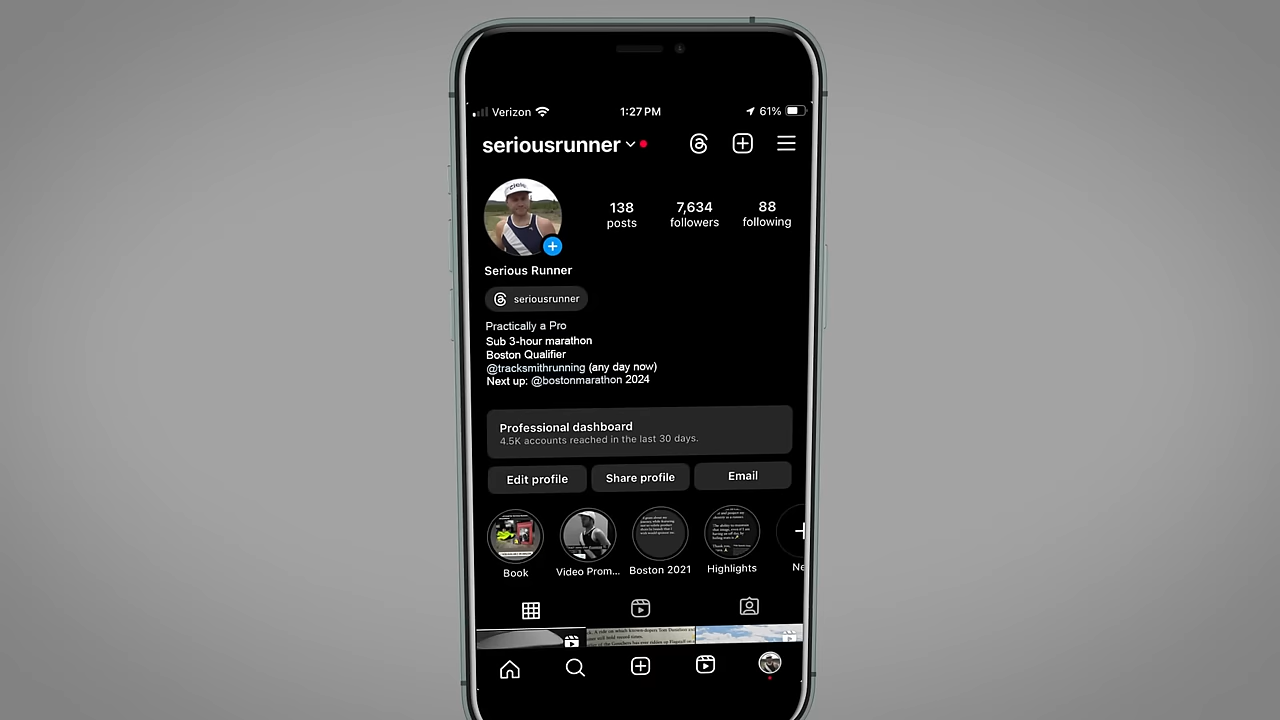 Verizon 1:27 PM 61%
seriousrunner
ciele
138 7,634 88
posts followers following
Serious Runner
seriousrunner
Practically a Pro
Sub 3-hour marathon
Boston Qualifier
@tracksmithrunning (any day now)
Next up: @bostonmarathon 2024
Professional dashboard
4.5K accounts reached in the last 30 days.
Edit profile Share profile Email
Book Video Prom... Boston 2021 Highlights Ne